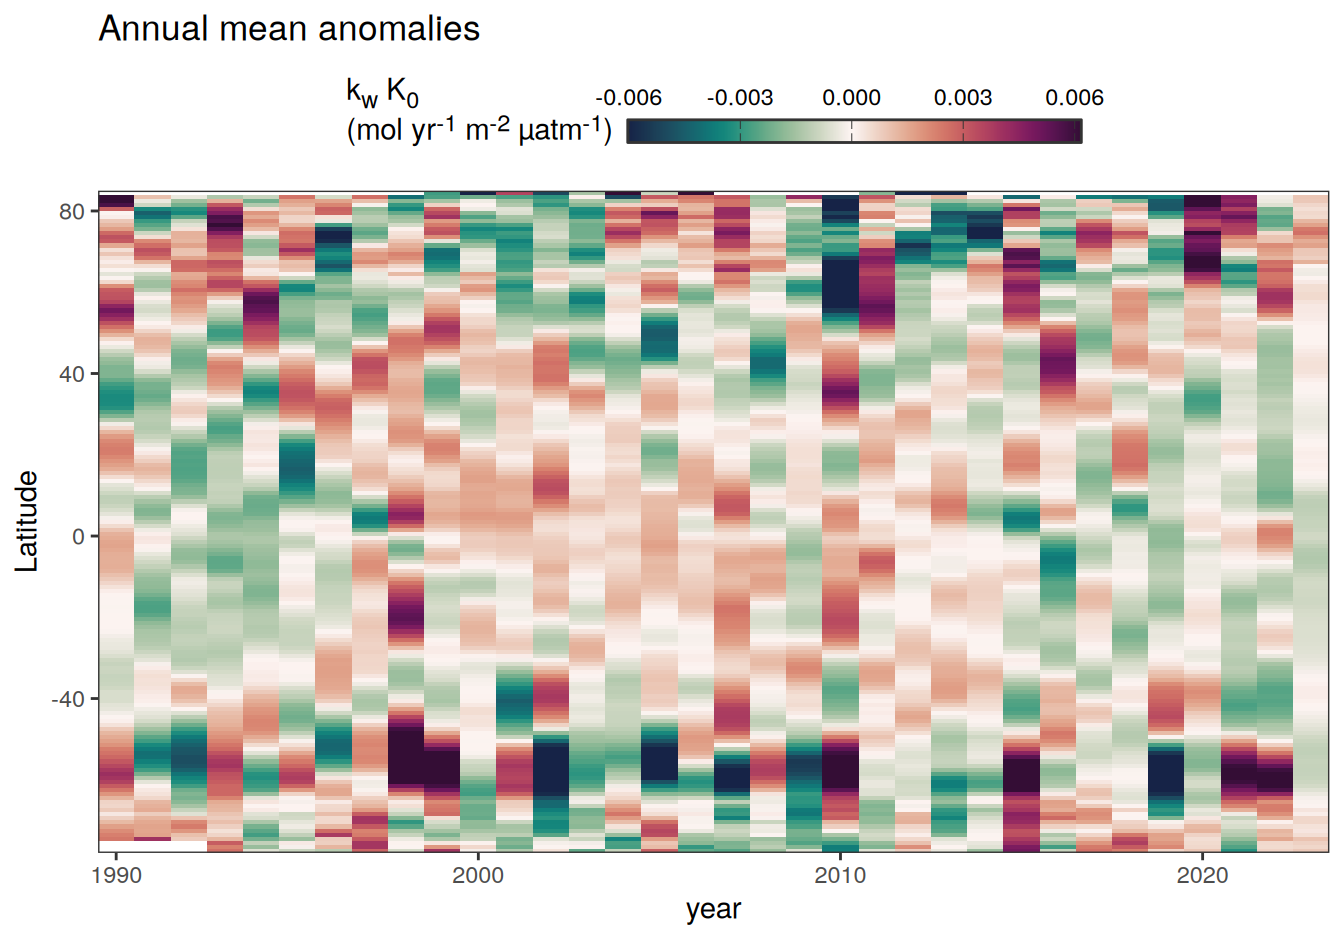 Annual mean anomalies
k_w K_0
(mol yr⁻¹ m⁻² µatm⁻¹)
-0.006 -0.003 0.000 0.003 0.006
80
40
0
-40
Latitude
1990 2000 2010 2020
year